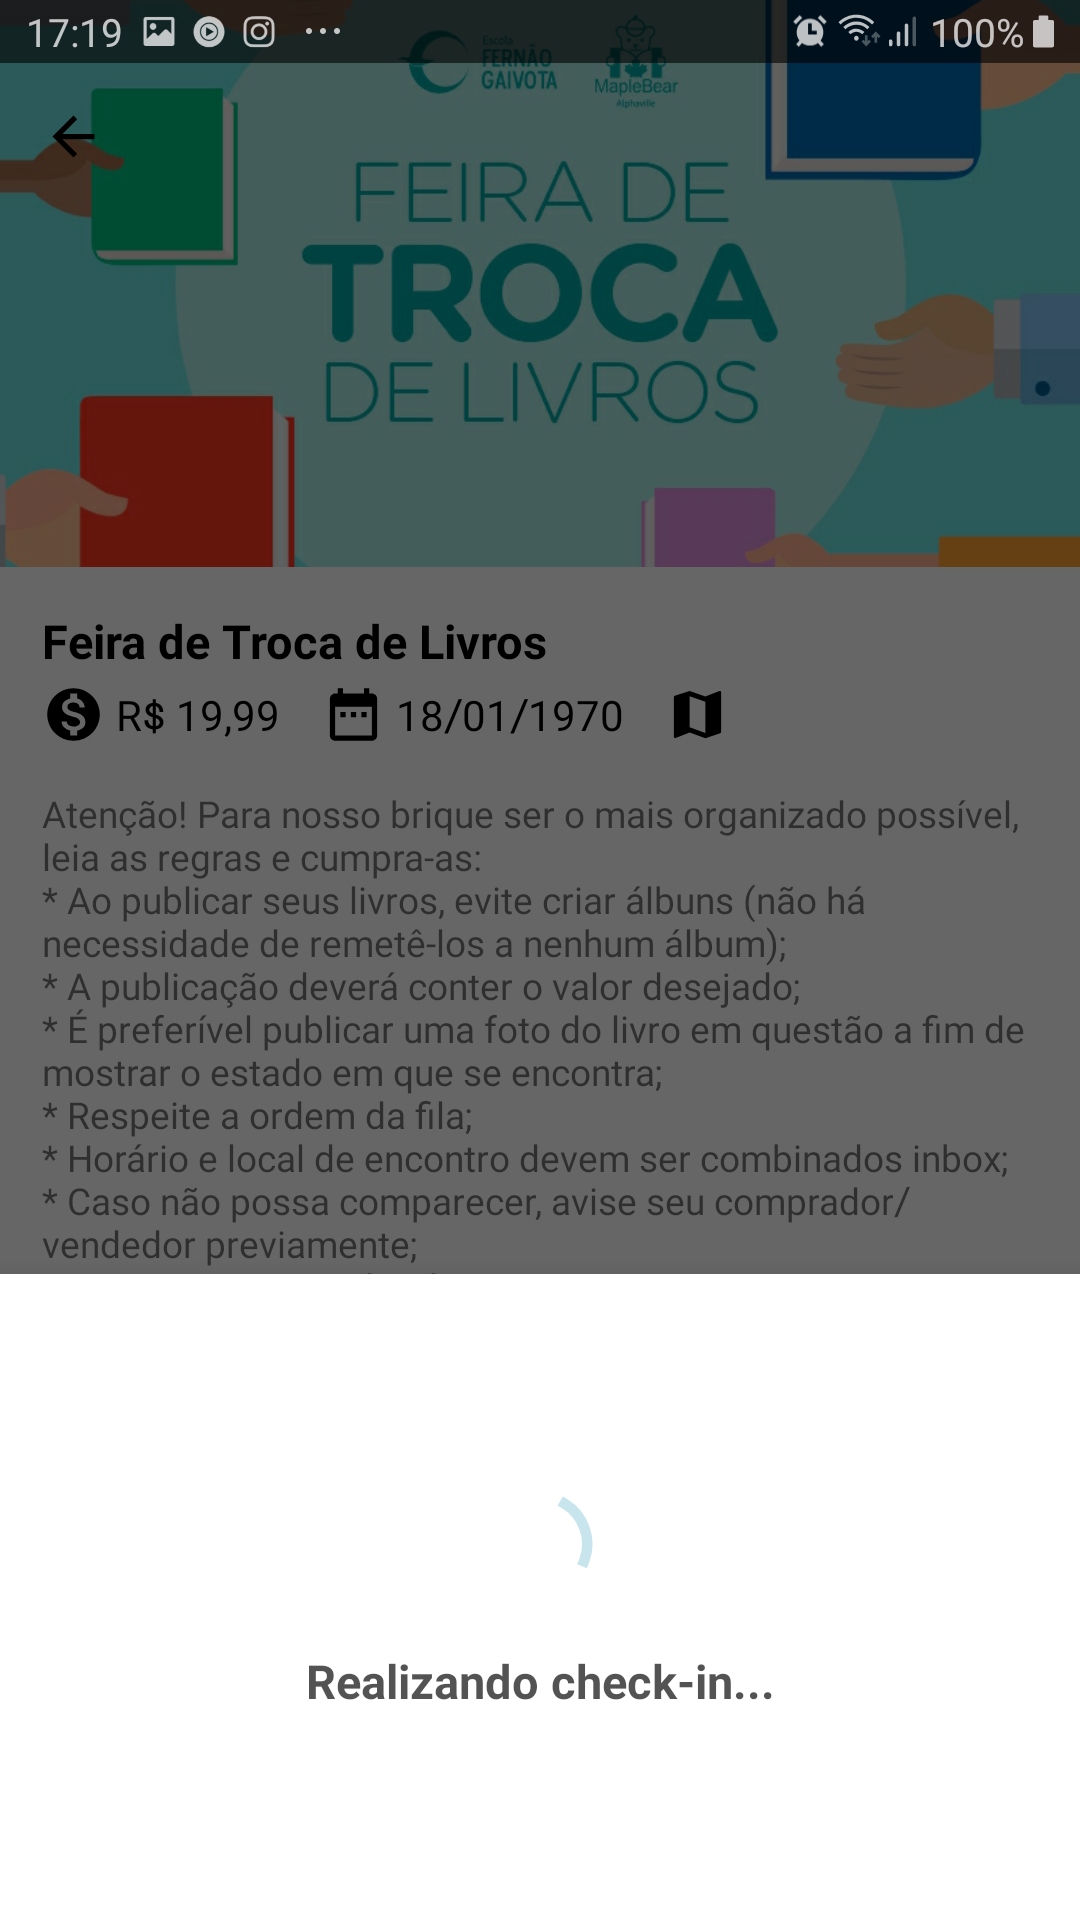 17:19 100%
Escola
FERNÃO
GAIVOTA
MapleBear
Alphaville
FEIRA DE
TROCA
DE LIVROS
Feira de Troca de Livros
R$ 19,99 18/01/1970
Atenção! Para nosso brique ser o mais organizado possível,
leia as regras e cumpra-as:
* Ao publicar seus livros, evite criar álbuns (não há
necessidade de remetê-los a nenhum álbum);
* A publicação deverá conter o valor desejado;
* É preferível publicar uma foto do livro em questão a fim de
mostrar o estado em que se encontra;
* Respeite a ordem da fila;
* Horário e local de encontro devem ser combinados inbox;
* Caso não possa comparecer, avise seu comprador/
vendedor previamente;
Realizando check-in...